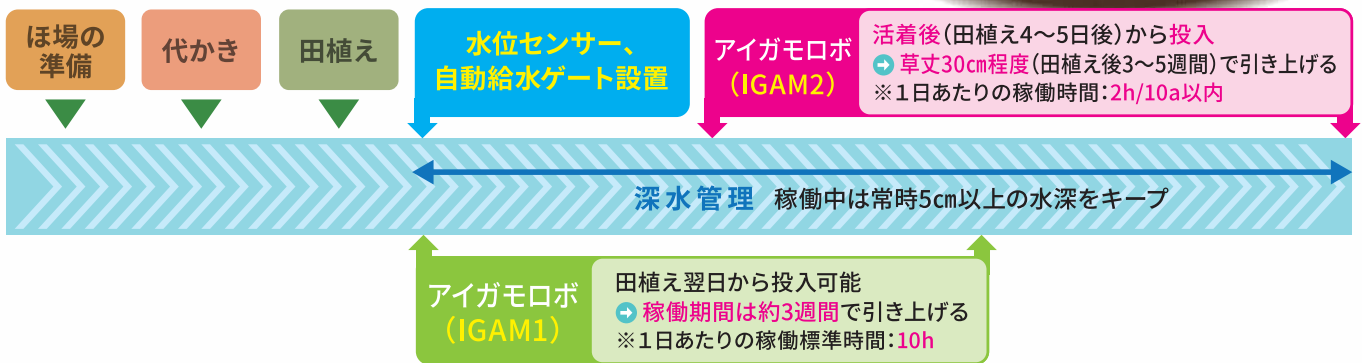 ほ場の
準備
代かき
田植え
水位センサー、
自動給水ゲート設置
アイガモロボ
（IGAM2）
活着後（田植え4〜5日後）から投入
草丈30㎝程度（田植え後3〜5週間）で引き上げる
※１日あたりの稼働時間：2h/10a以内
深水管理 稼働中は常時5㎝以上の水深をキープ
アイガモロボ
（IGAM1）
田植え翌日から投入可能
稼働期間は約3週間で引き上げる
※１日あたりの稼働標準時間：10h